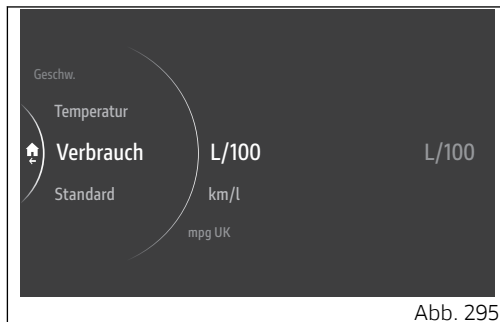 Geschw.
Temperatur
Verbrauch L/100 L/100
Standard km/l
mpg UK
Abb. 295